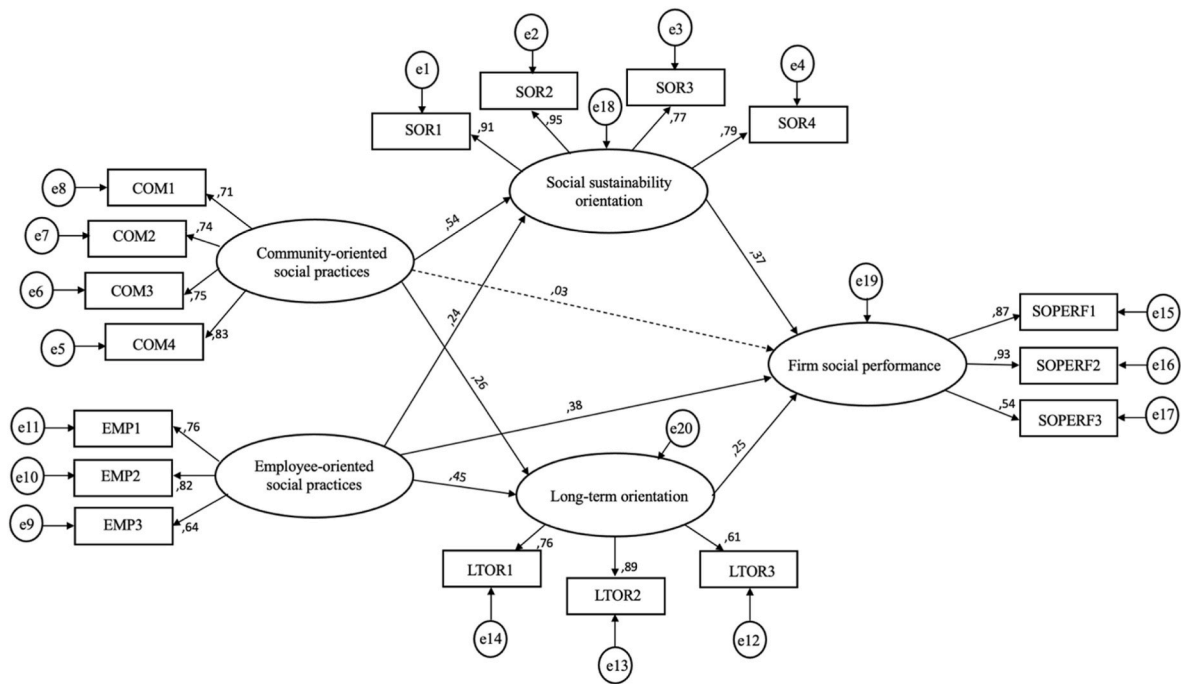 e1
e2
e3
e4
SOR1
SOR2
SOR3
SOR4
e18
,91
,95
,77
,79
Social sustainability
orientation
e8
COM1
,71
e7
COM2
,74
e6
COM3
,75
e5
COM4
,83
Community-oriented
social practices
,54
,03
,24
,26
,37
e19
Firm social performance
,87
SOPERF1
e15
,93
SOPERF2
e16
,54
SOPERF3
e17
e11
EMP1
,76
e10
EMP2
,82
e9
EMP3
,64
Employee-oriented
social practices
,38
,45
,25
e20
Long-term orientation
,76
,89
,61
LTOR1
LTOR2
LTOR3
e14
e13
e12